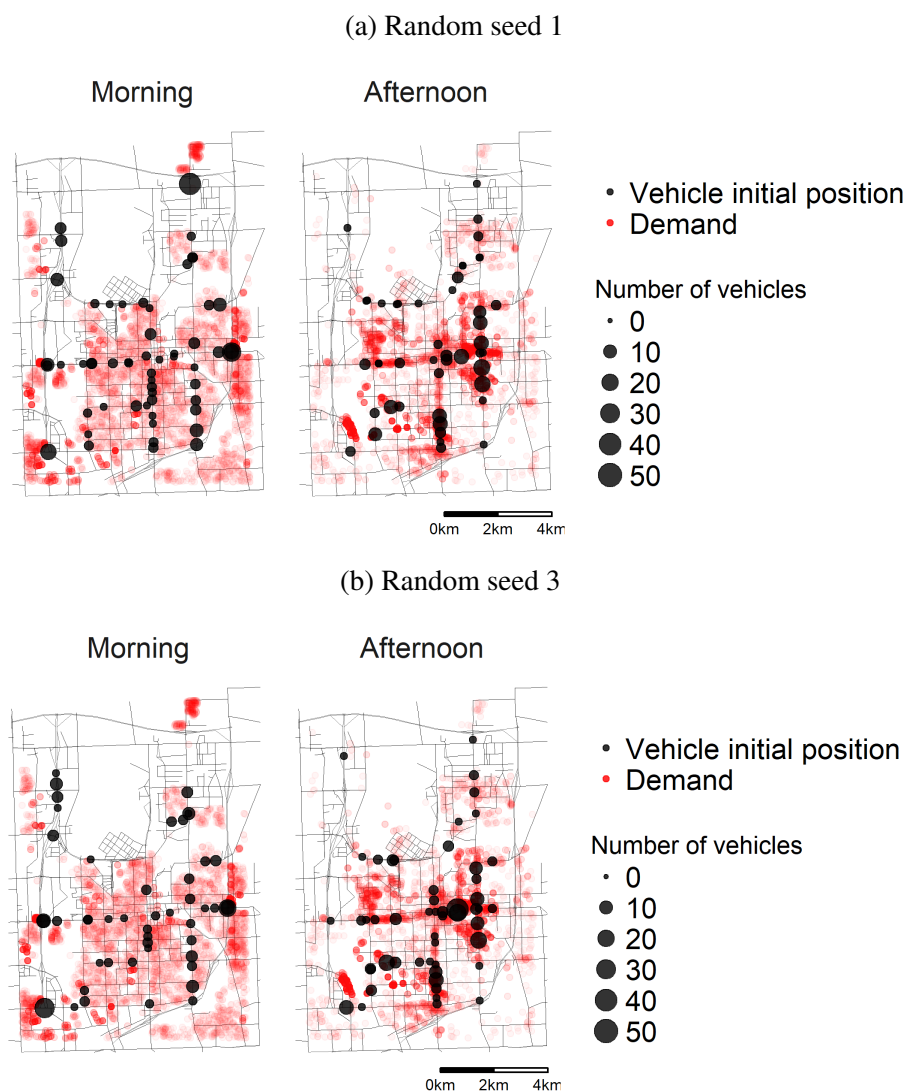 (a) Random seed 1
Morning
Afternoon
Vehicle initial position
Demand
Number of vehicles
0
10
20
30
40
50
0km 2km 4km
(b) Random seed 3
Morning
Afternoon
Vehicle initial position
Demand
Number of vehicles
0
10
20
30
40
50
0km 2km 4km